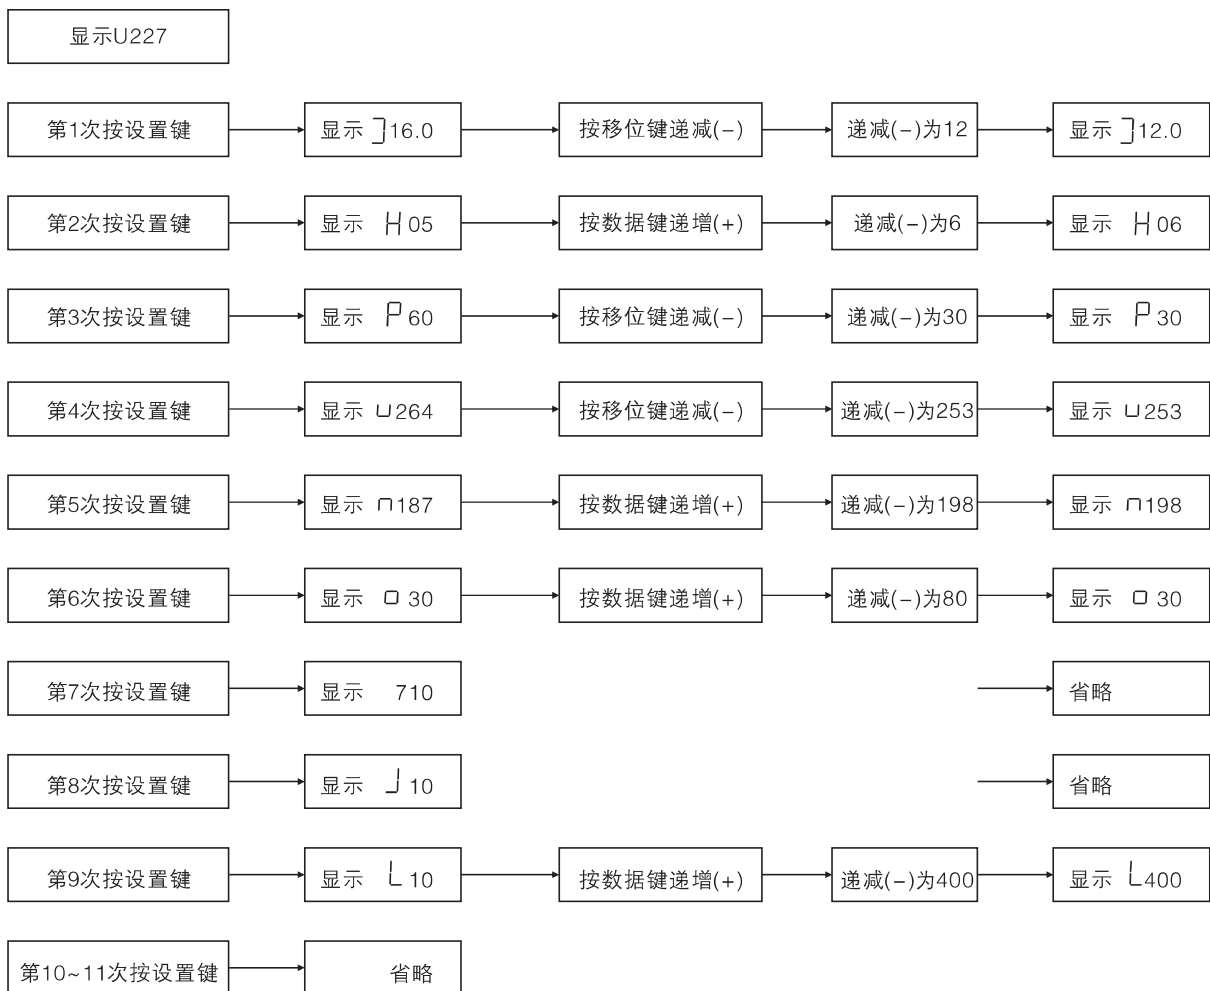 显示U227
第1次按设置键 显示 コ16.0 按移位键递减(-) 递减(-)为12 显示 コ12.0
第2次按设置键 显示 H 05 按数据键递增(+) 递减(-)为6 显示 H 06
第3次按设置键 显示 P 60 按移位键递减(-) 递减(-)为30 显示 P 30
第4次按设置键 显示 u264 按移位键递减(-) 递减(-)为253 显示 u253
第5次按设置键 显示 n187 按数据键递增(+) 递减(-)为198 显示 n198
第6次按设置键 显示 o 30 按数据键递增(+) 递减(-)为80 显示 o 30
第7次按设置键 显示 710 省略
第8次按设置键 显示 J 10 省略
第9次按设置键 显示 L 10 按数据键递增(+) 递减(-)为400 显示 L400
第10~11次按设置键 省略